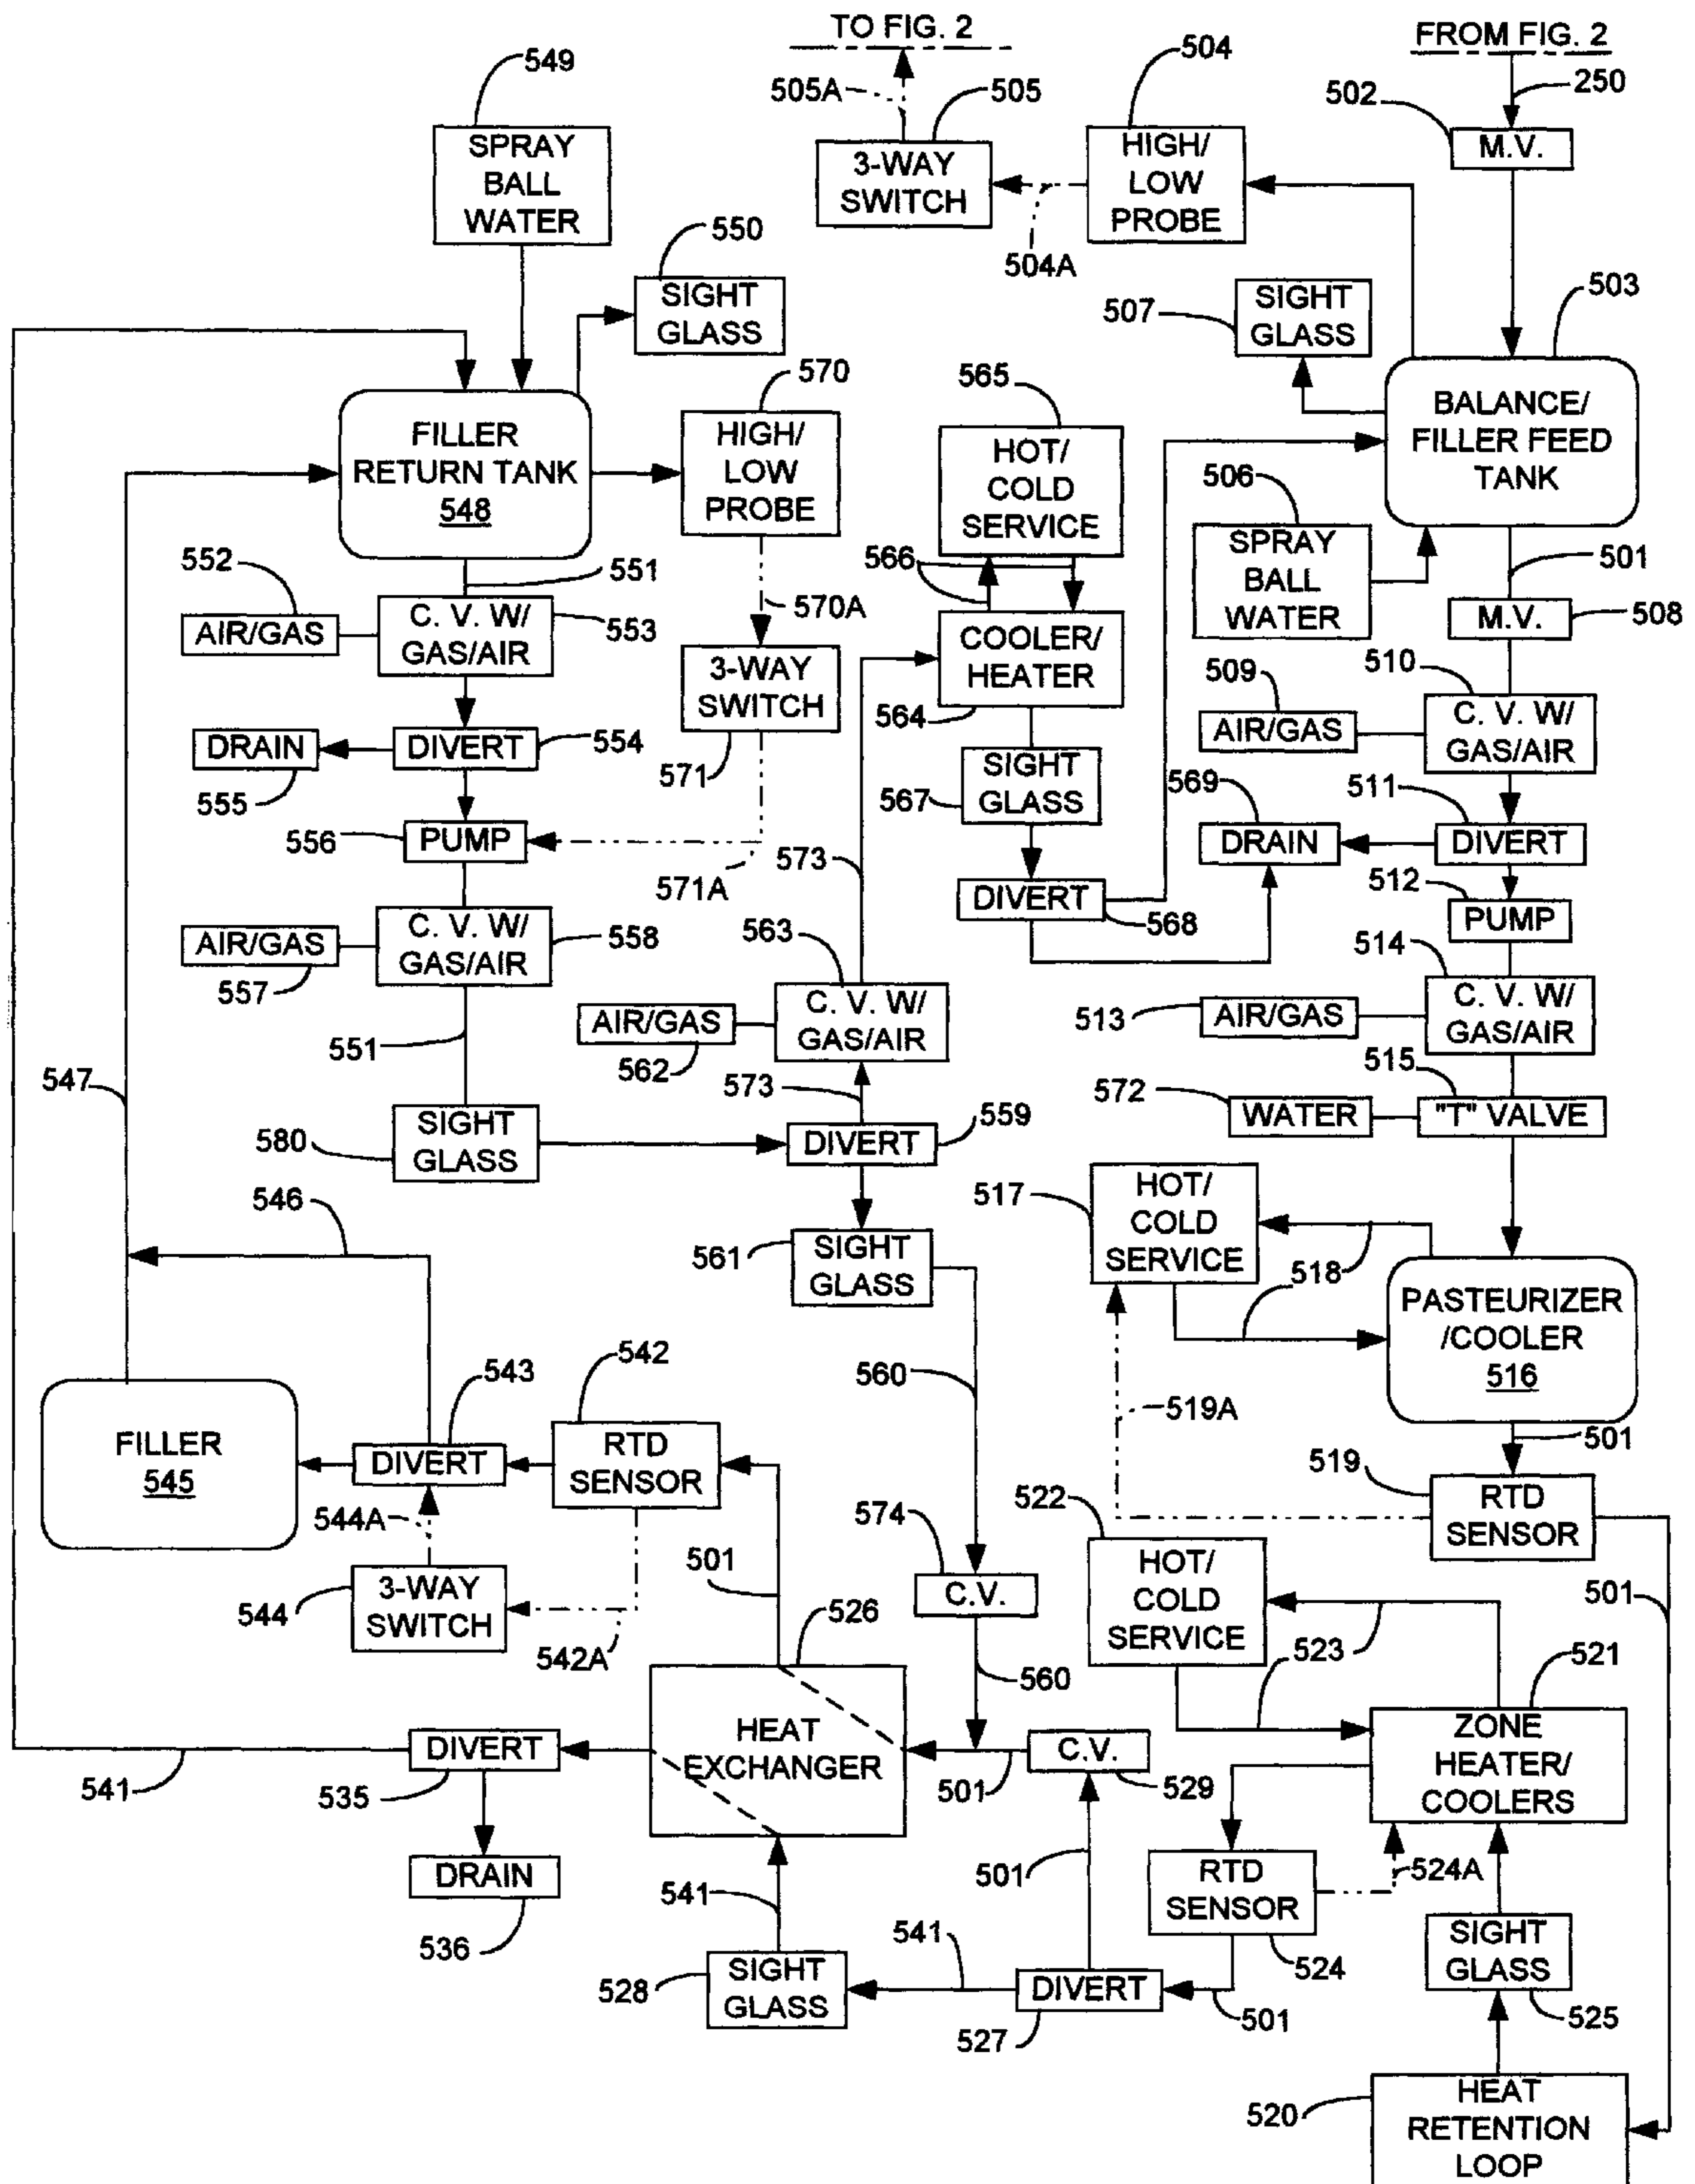 TO FIG. 2
FROM FIG. 2
549
504
505A
505
502
250
SPRAY
BALL
WATER
3-WAY
SWITCH
HIGH/
LOW
PROBE
M.V.
504A
550
SIGHT
GLASS
507
SIGHT
GLASS
503
570
565
FILLER
RETURN TANK
548
HIGH/
LOW
PROBE
HOT/
COLD
SERVICE
BALANCE/
FILLER FEED
TANK
506
SPRAY
BALL
WATER
501
552
551
566
AIR/GAS
C. V. W/
GAS/AIR
553
570A
COOLER/
HEATER
564
M.V.
508
3-WAY
SWITCH
571
509
510
AIR/GAS
C. V. W/
GAS/AIR
DRAIN
555
DIVERT
554
SIGHT
GLASS
567
569
511
556
PUMP
571A
573
DRAIN
DIVERT
512
DIVERT
568
PUMP
AIR/GAS
557
C. V. W/
GAS/AIR
558
563
514
AIR/GAS
562
C. V. W/
GAS/AIR
513
AIR/GAS
C. V. W/
GAS/AIR
551
547
573
515
572
WATER
"T" VALVE
580
SIGHT
GLASS
DIVERT
559
546
517
HOT/
COLD
SERVICE
518
561
SIGHT
GLASS
PASTEURIZER
/COOLER
516
543
542
560
519A
501
FILLER
545
DIVERT
RTD
SENSOR
519
RTD
SENSOR
544A
574
522
501
544
3-WAY
SWITCH
542A
526
C.V.
HOT/
COLD
SERVICE
501
560
523
521
HEAT
EXCHANGER
DIVERT
535
541
501
C.V.
529
ZONE
HEATER/
COOLERS
DRAIN
536
541
501
RTD
SENSOR
524
524A
528
SIGHT
GLASS
541
DIVERT
527
501
SIGHT
GLASS
525
520
HEAT
RETENTION
LOOP